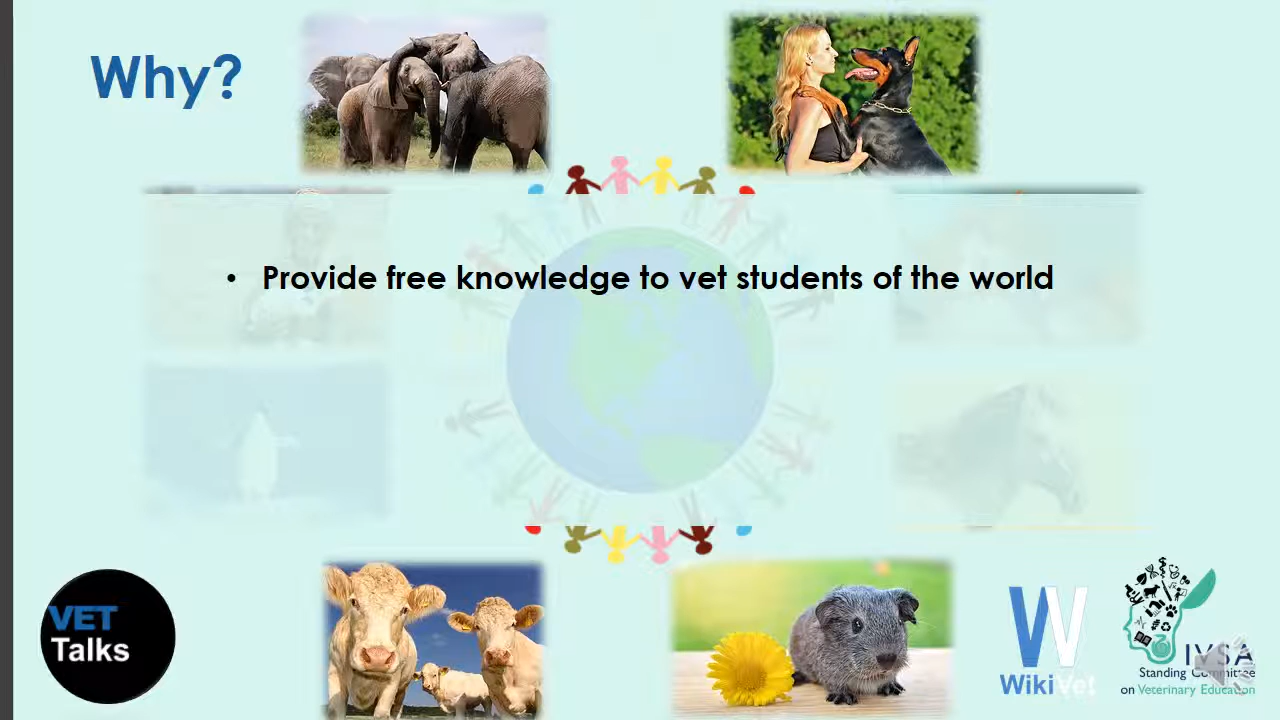 Why?
• Provide free knowledge to vet students of the world
VET
Talks
WikiVet
IVSA
Standing Committee
on Veterinary Education